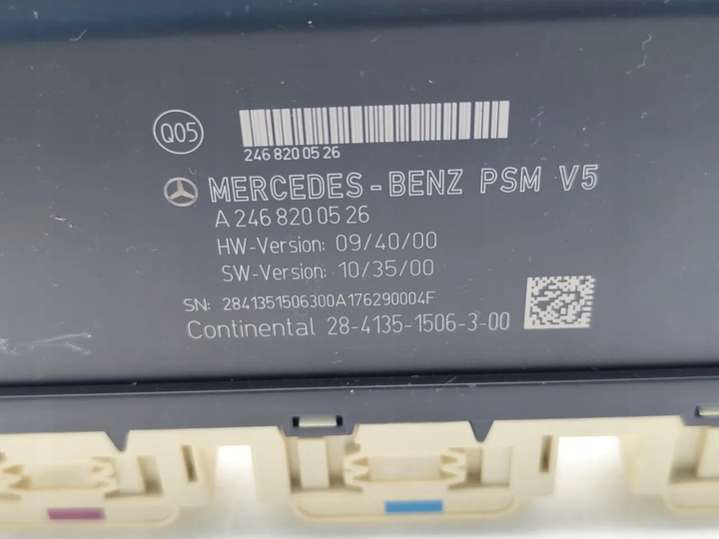 Q05
246 820 05 26
MERCEDES-BENZ PSM V5
A 246 820 05 26
HW-Version: 09/40/00
SW-Version: 10/35/00
SN: 2841351506300A176290004F
Continental 28-4135-1506-3-00